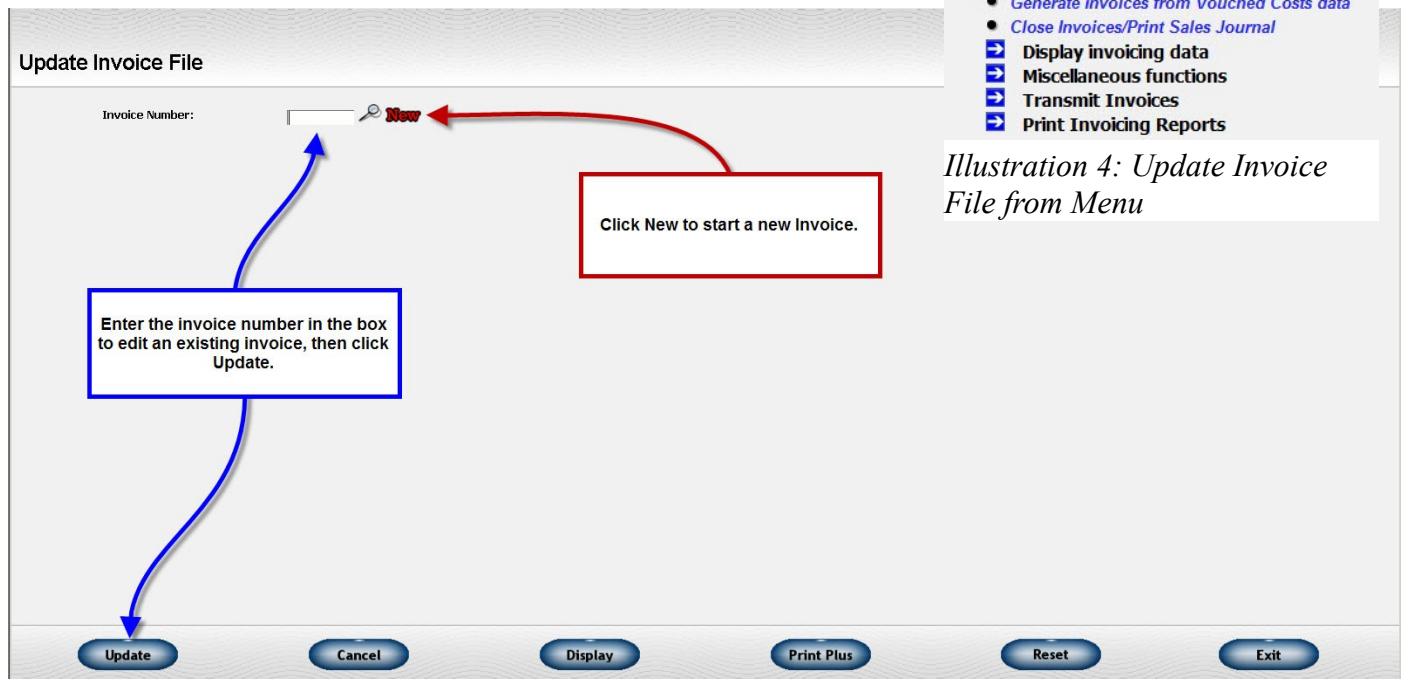 Generate Invoices from Vouched Costs data
Close Invoices/Print Sales Journal
Display invoicing data
Miscellaneous functions
Transmit Invoices
Print Invoicing Reports
Illustration 4: Update Invoice
File from Menu
Update Invoice File
Invoice Number:
New
Click New to start a new Invoice.
Enter the invoice number in the box
to edit an existing invoice, then click
Update.
Update
Cancel
Display
Print Plus
Reset
Exit